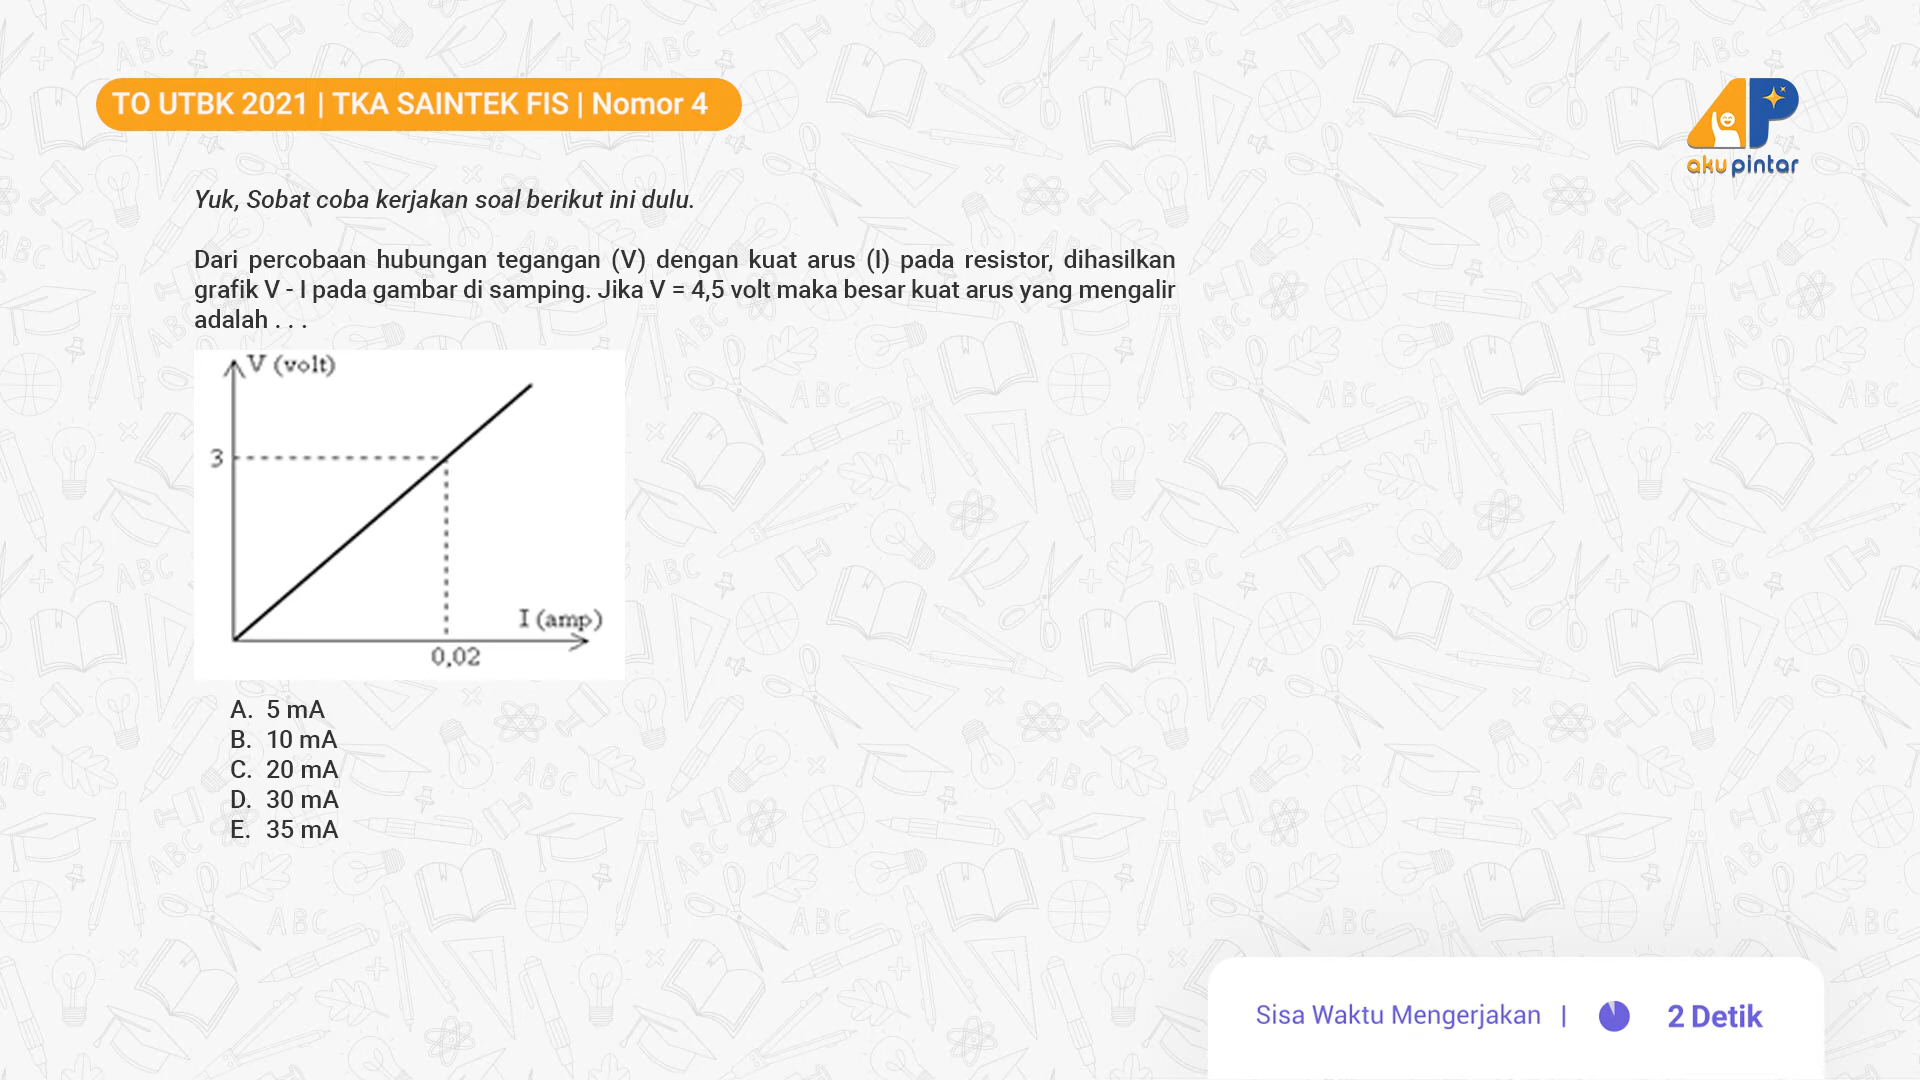 TO UTBK 2021 | TKA SAINTEK FIS | Nomor 4
aku pintar
Yuk, Sobat coba kerjakan soal berikut ini dulu.
Dari percobaan hubungan tegangan (V) dengan kuat arus (I) pada resistor, dihasilkan
grafik V - I pada gambar di samping. Jika V = 4,5 volt maka besar kuat arus yang mengalir
adalah . . .
V (volt)
3
I (amp)
0,02
A. 5 mA
B. 10 mA
C. 20 mA
D. 30 mA
E. 35 mA
Sisa Waktu Mengerjakan | 2 Detik